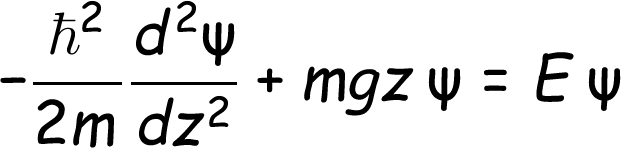 -ħ²/2m d²ψ/dz² + mgz ψ = E ψ